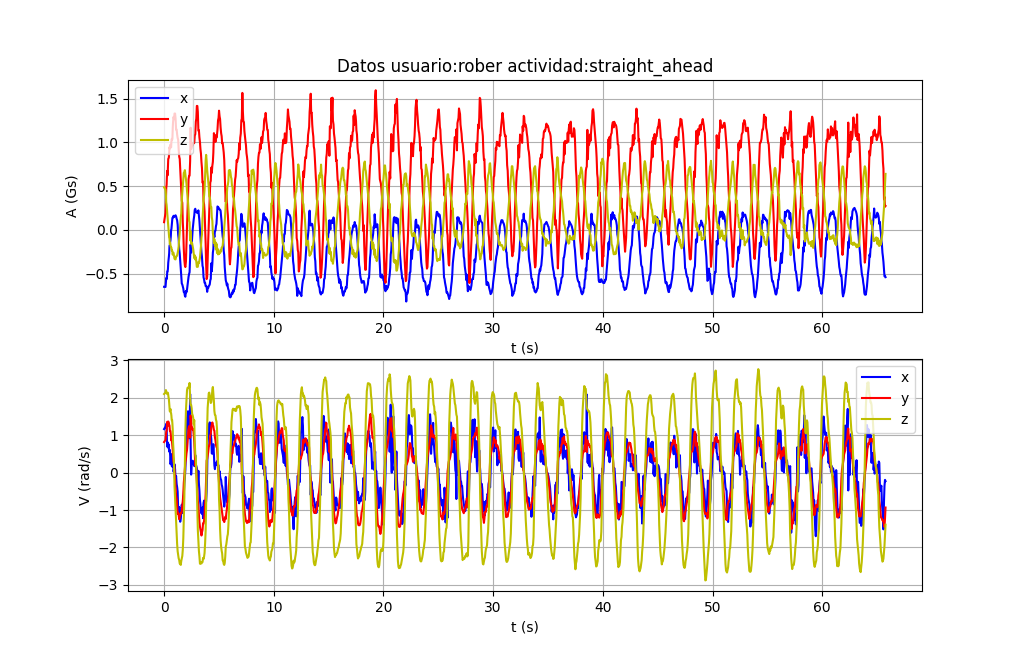 Datos usuario:rober actividad:straight_ahead
1.5
1.0
0.5
0.0
−0.5
A (Gs)
x
y
z
0 10 20 30 40 50 60
t (s)
3
2
1
0
−1
−2
−3
V (rad/s)
x
y
z
0 10 20 30 40 50 60
t (s)